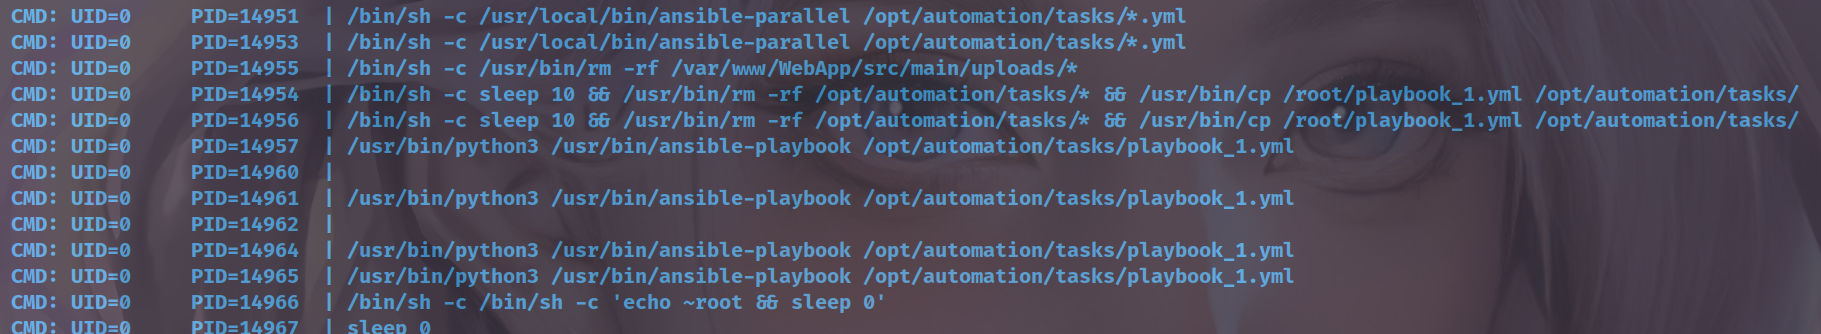 CMD: UID=0     PID=14951  | /bin/sh -c /usr/local/bin/ansible-parallel /opt/automation/tasks/*.yml
CMD: UID=0     PID=14953  | /bin/sh -c /usr/local/bin/ansible-parallel /opt/automation/tasks/*.yml
CMD: UID=0     PID=14955  | /bin/sh -c /usr/bin/rm -rf /var/www/WebApp/src/main/uploads/*
CMD: UID=0     PID=14954  | /bin/sh -c sleep 10 && /usr/bin/rm -rf /opt/automation/tasks/* && /usr/bin/cp /root/playbook_1.yml /opt/automation/tasks/
CMD: UID=0     PID=14956  | /bin/sh -c sleep 10 && /usr/bin/rm -rf /opt/automation/tasks/* && /usr/bin/cp /root/playbook_1.yml /opt/automation/tasks/
CMD: UID=0     PID=14957  | /usr/bin/python3 /usr/bin/ansible-playbook /opt/automation/tasks/playbook_1.yml
CMD: UID=0     PID=14960  |
CMD: UID=0     PID=14961  | /usr/bin/python3 /usr/bin/ansible-playbook /opt/automation/tasks/playbook_1.yml
CMD: UID=0     PID=14962  |
CMD: UID=0     PID=14964  | /usr/bin/python3 /usr/bin/ansible-playbook /opt/automation/tasks/playbook_1.yml
CMD: UID=0     PID=14965  | /usr/bin/python3 /usr/bin/ansible-playbook /opt/automation/tasks/playbook_1.yml
CMD: UID=0     PID=14966  | /bin/sh -c /bin/sh -c 'echo ~root && sleep 0'
CMD: UID=0     PID=14967  | sleep 0